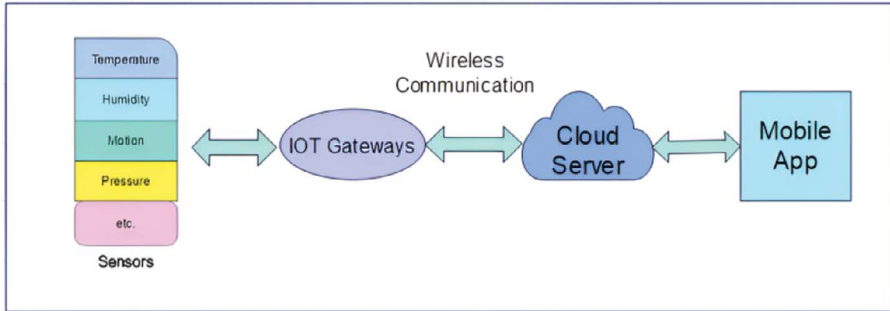 Temperature
Humidity
Motion
Pressure
etc.
Sensors
IOT Gateways
Wireless
Communication
Cloud
Server
Mobile
App